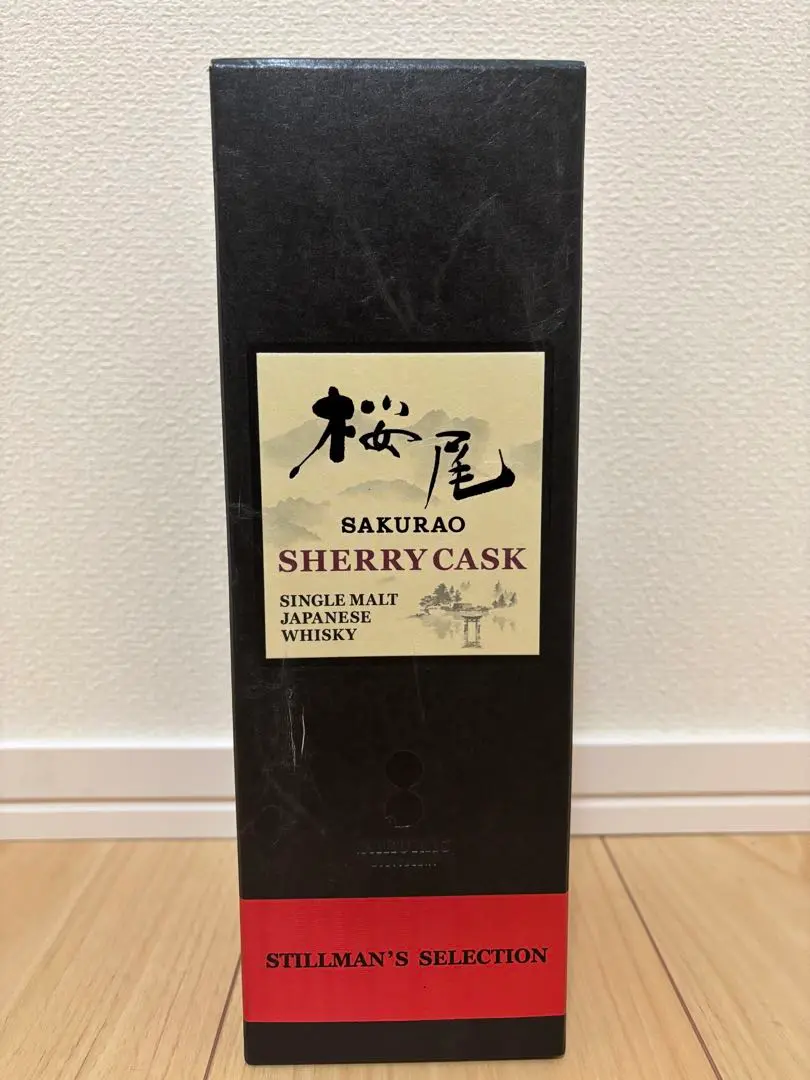 桜尾
SAKURAO
SHERRY CASK
SINGLE MALT
JAPANESE
WHISKY
STILLMAN'S SELECTION